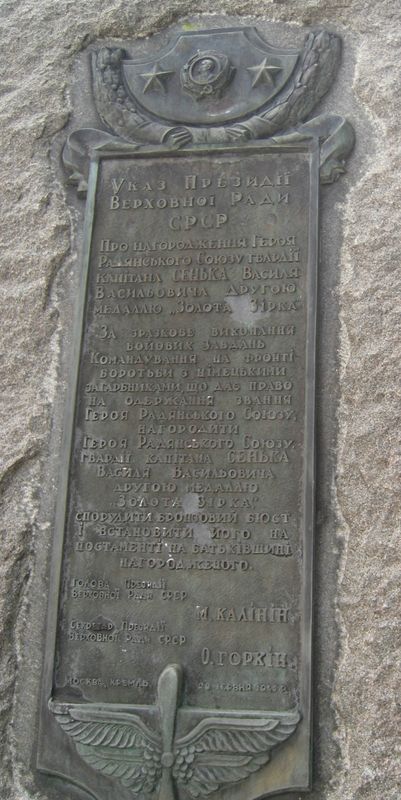 Указ Президії
Верховної Ради
СРСР
Про нагородження Героя
Радянського Союзу гвардії
капітана СЕНЬКА Василя
Васильовича другою
медаллю „Золота Зірка"
За зразкове виконання
бойових завдань
Командування на фронті
боротьби з німецькими
загарбниками, що дає право
на одержання звання
Героя Радянського Союзу,
нагородити
Героя Радянського Союзу,
гвардії капітана СЕНЬКА
Василя Васильовича
другою медаллю
„Золота Зірка"
спорудити бронзовий бюст
і встановити його на
постаменті на батьківщині
нагородженого.
Голова Президії
Верховної Ради СРСР
М. КАЛІНІН.
Секретар Президії
Верховної Ради СРСР
О. ГОРКІН.
Москва, Кремль. 29 червня 1945 р.